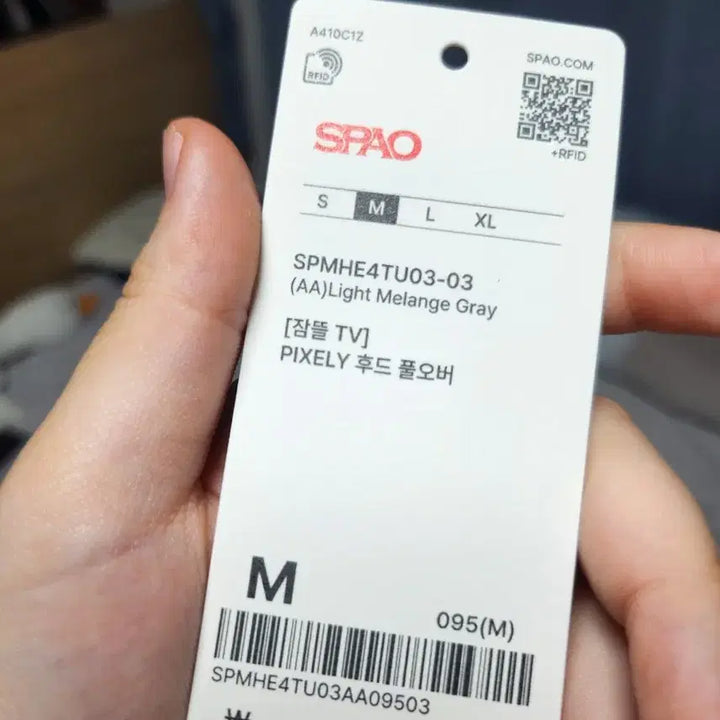 A410C1Z
RFID
SPAO.COM
+RFID
SPAO
S M L XL
SPMHE4TU03-03
(AA)Light Melange Gray
[잠뜰 TV]
PIXELY 후드 풀오버
M
095(M)
SPMHE4TU03AA09503
₩